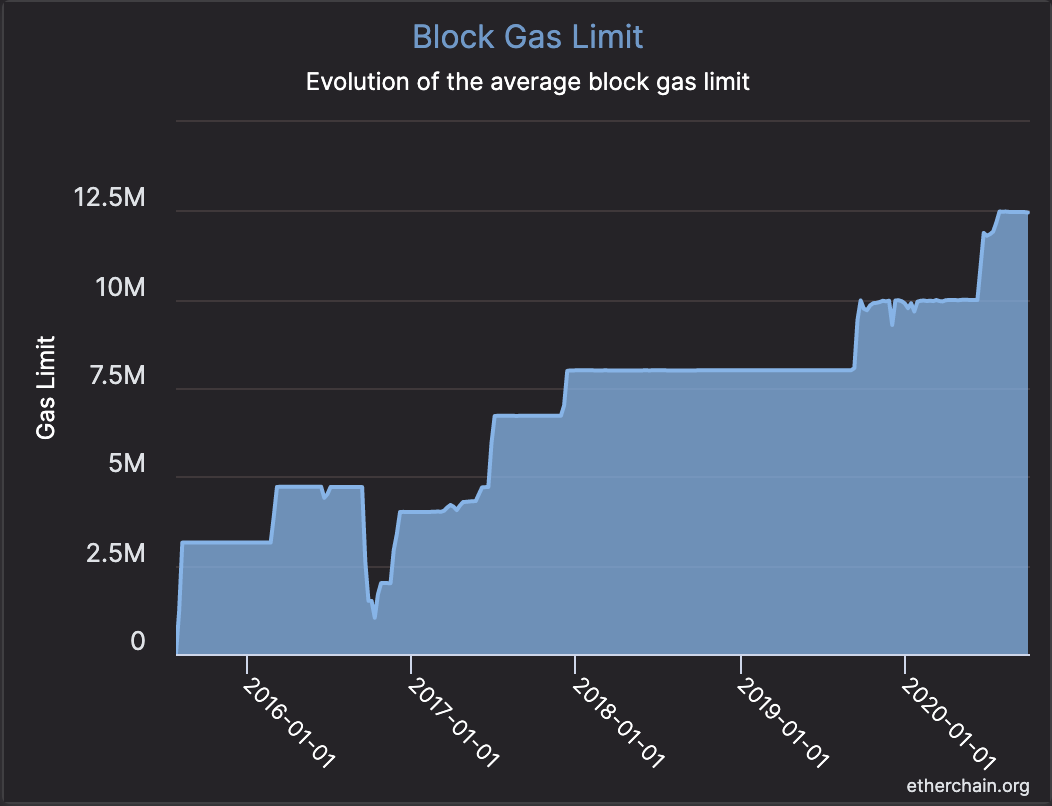 Block Gas Limit
Evolution of the average block gas limit
12.5M
10M
7.5M
5M
2.5M
0
Gas Limit
2016-01-01
2017-01-01
2018-01-01
2019-01-01
2020-01-01
etherchain.org